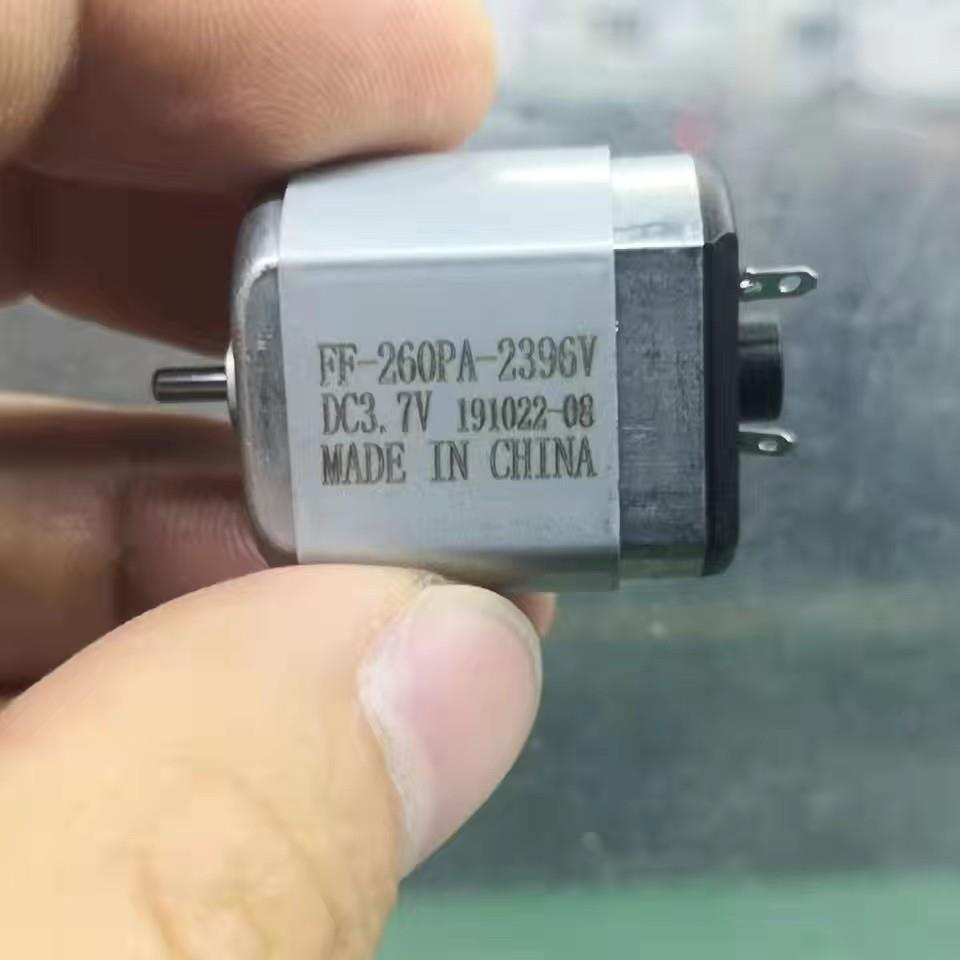 FF-260PA-2396V
DC3.7V 191022-08
MADE IN CHINA